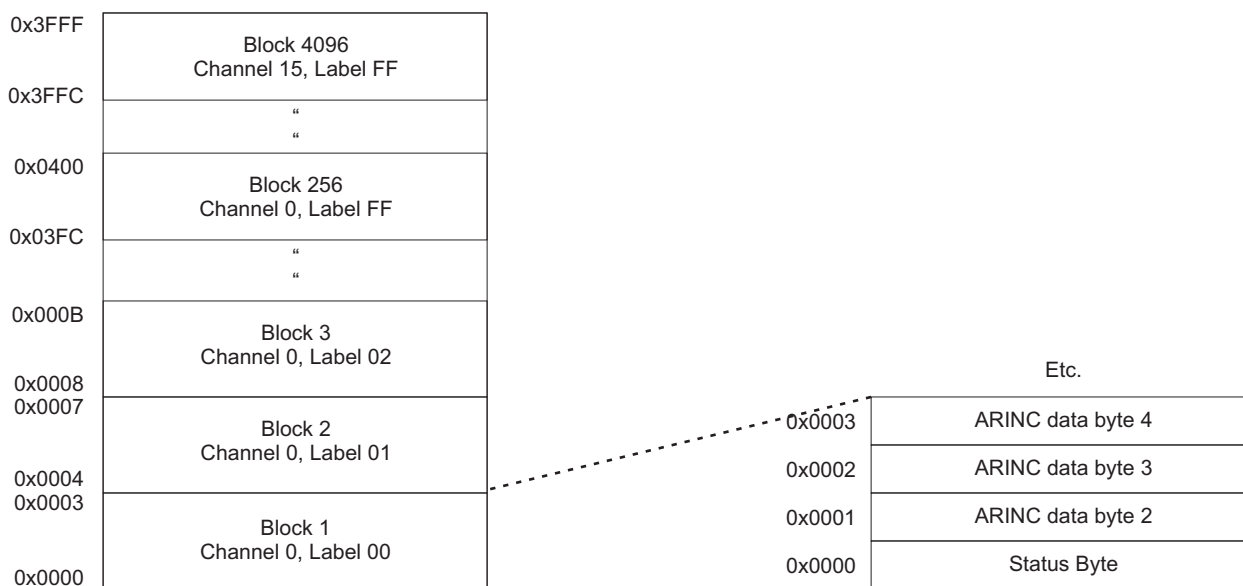 0x3FFF
Block 4096
Channel 15, Label FF
0x3FFC
“
“
0x0400
Block 256
Channel 0, Label FF
0x03FC
“
“
0x000B
Block 3
Channel 0, Label 02
0x0008
0x0007
Block 2
Channel 0, Label 01
0x0004
0x0003
Block 1
Channel 0, Label 00
0x0000
Etc.
0x0003 ARINC data byte 4
0x0002 ARINC data byte 3
0x0001 ARINC data byte 2
0x0000 Status Byte